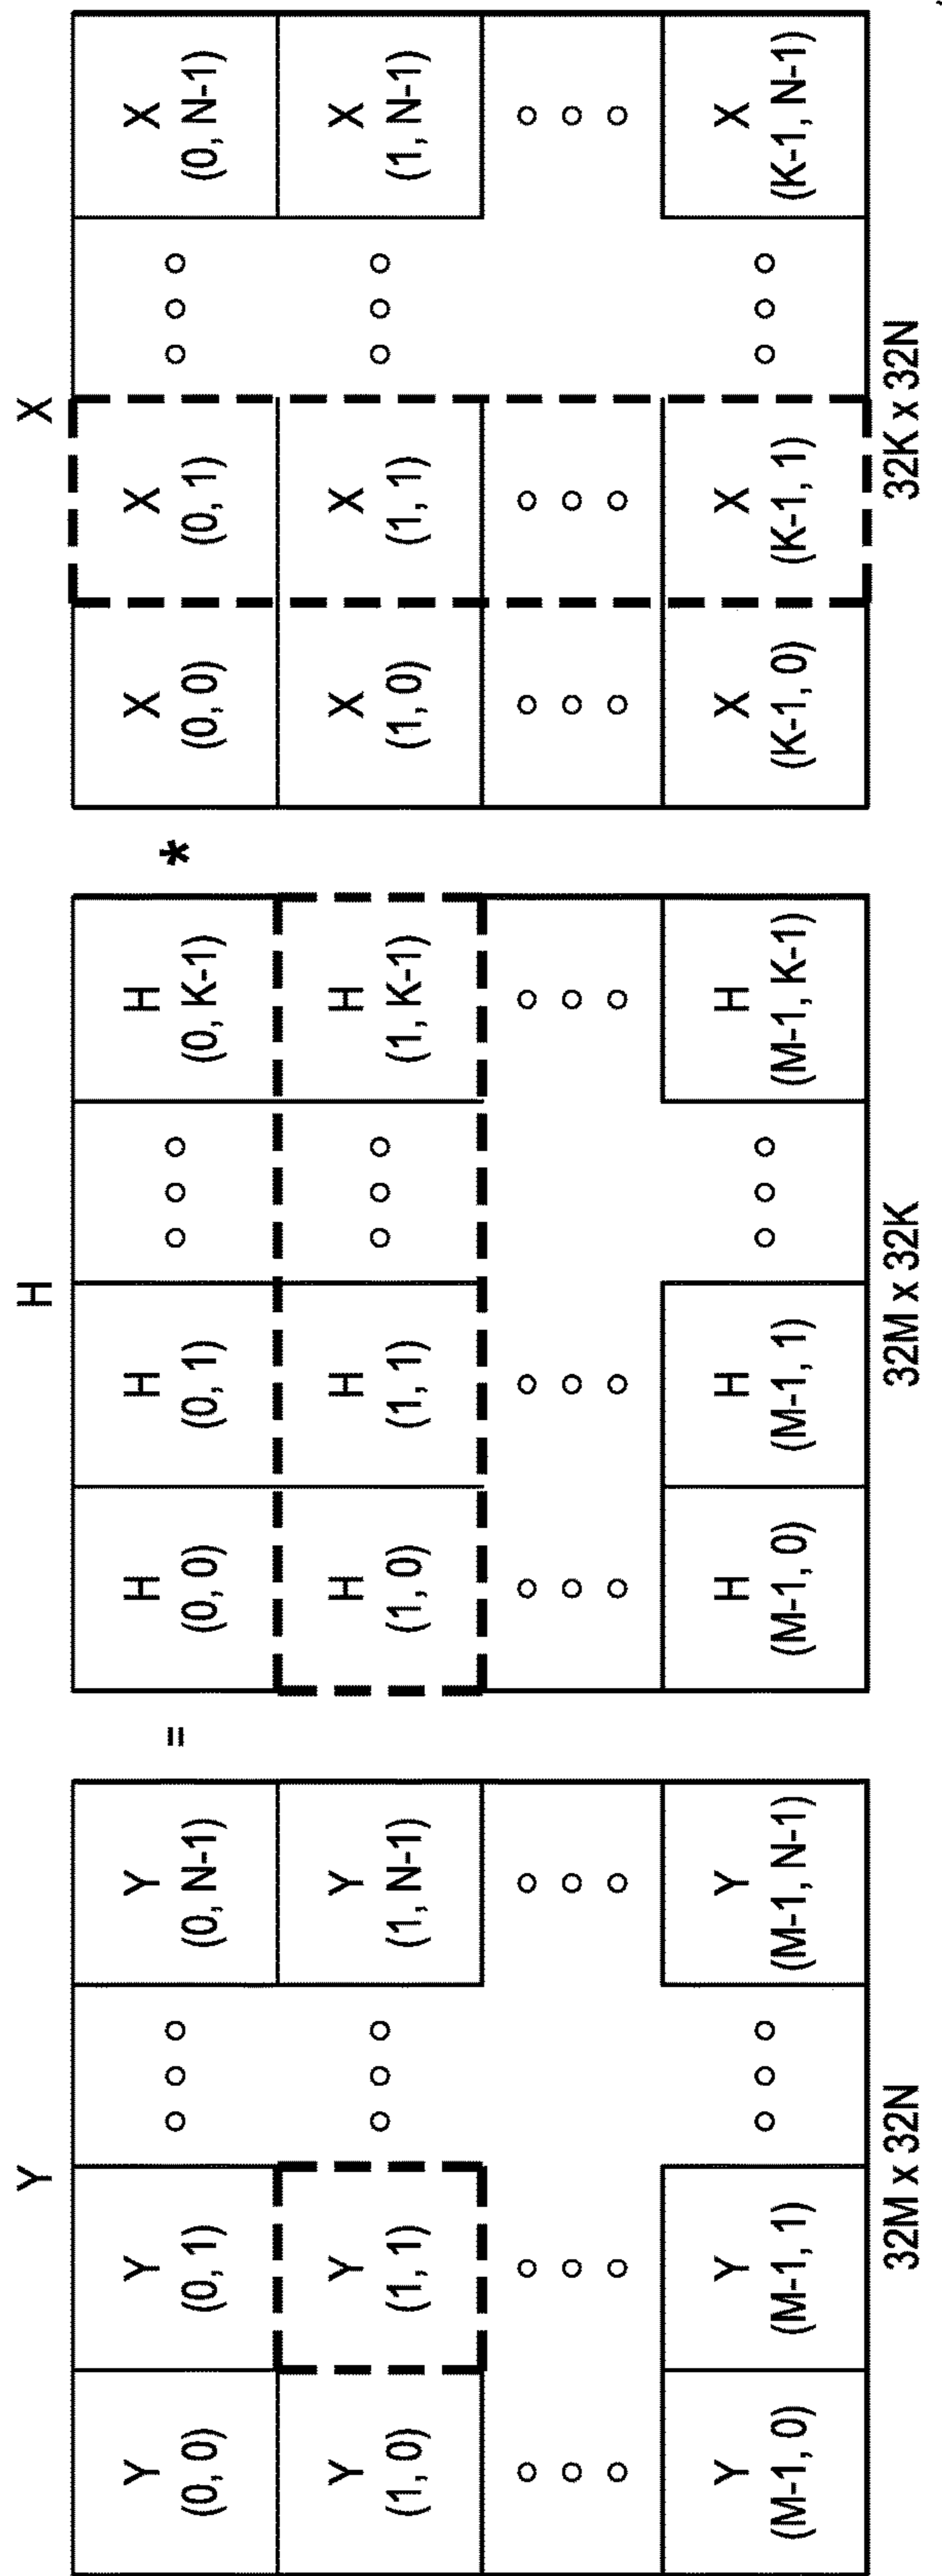 Y
Y
(0, 0)
Y
(0, 1)
Y
(0, N-1)
Y
(1, 0)
Y
(1, 1)
Y
(1, N-1)
Y
(M-1, 0)
Y
(M-1, 1)
Y
(M-1, N-1)
32M x 32N
=
H
H
(0, 0)
H
(0, 1)
H
(0, K-1)
H
(1, 0)
H
(1, 1)
H
(1, K-1)
H
(M-1, 0)
H
(M-1, 1)
H
(M-1, K-1)
32M x 32K
*
X
X
(0, 0)
X
(0, 1)
X
(0, N-1)
X
(1, 0)
X
(1, 1)
X
(1, N-1)
X
(K-1, 0)
X
(K-1, 1)
X
(K-1, N-1)
32K x 32N